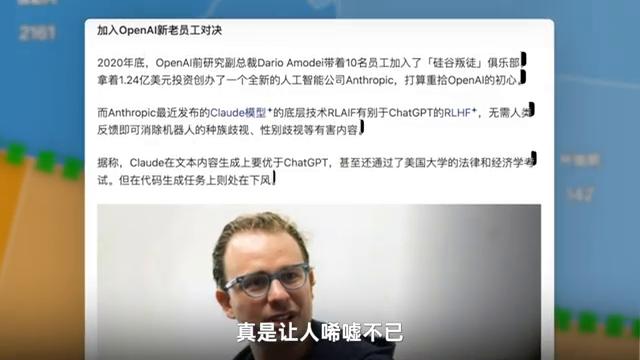 2161
加入OpenAI新老员工对决
2020年底，OpenAI前研究副总裁Dario Amodei带着10名员工加入了「硅谷叛徒」俱乐部，
拿着1.24亿美元投资创办了一个全新的人工智能公司Anthropic，打算重拾OpenAI的初心。
而Anthropic最近发布的Claude模型的底层技术RLAIF有别于ChatGPT的RLHF，无需人类
反馈即可消除机器人的种族歧视、性别歧视等有害内容。
据称，Claude在文本内容生成上要优于ChatGPT，甚至还通过了美国大学的法律和经济学考
试。但在代码生成任务上则处在下风。
147
真是让人唏嘘不已